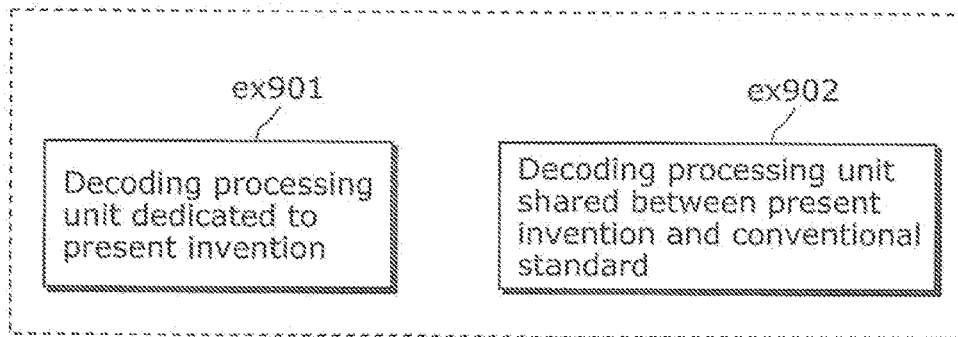 ex901
ex902
Decoding processing
unit dedicated to
present invention
Decoding processing unit
shared between present
invention and conventional
standard